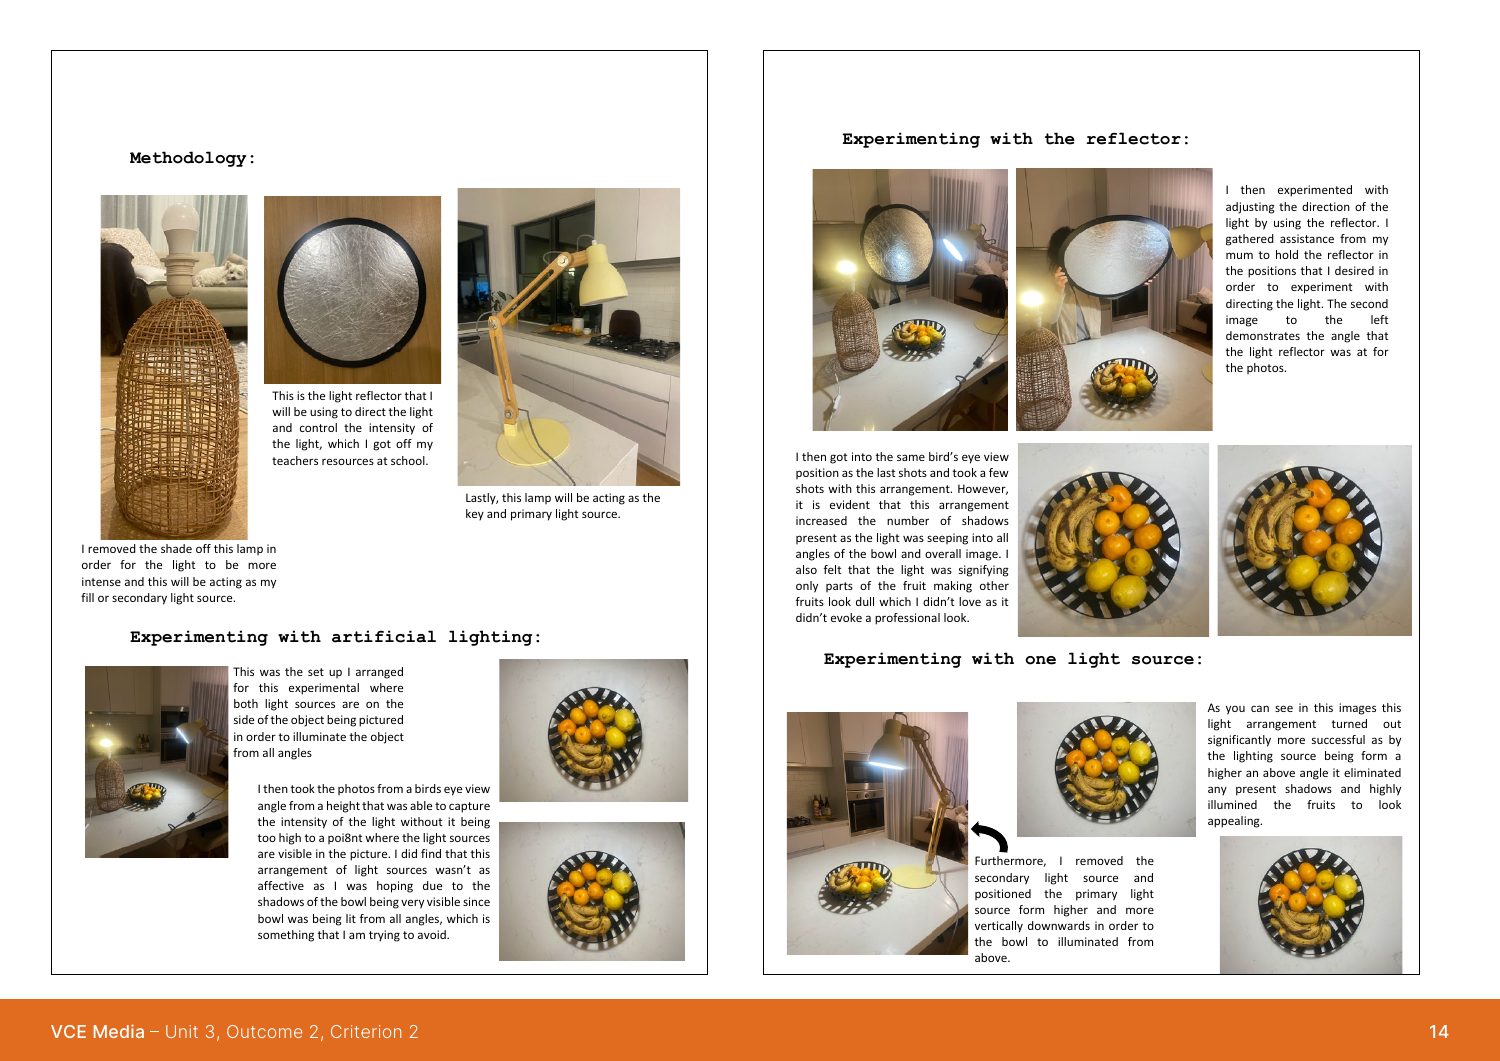 Methodology:
This is the light reflector that I
will be using to direct the light
and control the intensity of
the light, which I got off my
teachers resources at school.
Lastly, this lamp will be acting as the
key and primary light source.
I removed the shade off this lamp in
order for the light to be more
intense and this will be acting as my
fill or secondary light source.
Experimenting with artificial lighting:
This was the set up I arranged
for this experimental where
both light sources are on the
side of the object being pictured
in order to illuminate the object
from all angles
I then took the photos from a birds eye view
angle from a height that was able to capture
the intensity of the light without it being
too high to a poi8nt where the light sources
are visible in the picture. I did find that this
arrangement of light sources wasn't as
affective as I was hoping due to the
shadows of the bowl being very visible since
bowl was being lit from all angles, which is
something that I am trying to avoid.
Experimenting with the reflector:
I then experimented with
adjusting the direction of the
light by using the reflector. I
gathered assistance from my
mum to hold the reflector in
the positions that I desired in
order to experiment with
directing the light. The second
image to the left
demonstrates the angle that
the light reflector was at for
the photos.
I then got into the same bird's eye view
position as the last shots and took a few
shots with this arrangement. However,
it is evident that this arrangement
increased the number of shadows
present as the light was seeping into all
angles of the bowl and overall image. I
also felt that the light was signifying
only parts of the fruit making other
fruits look dull which I didn't love as it
didn't evoke a professional look.
Experimenting with one light source:
As you can see in this images this
light arrangement turned out
significantly more successful as by
the lighting source being form a
higher an above angle it eliminated
any present shadows and highly
illumined the fruits to look
appealing.
Furthermore, I removed the
secondary light source and
positioned the primary light
source form higher and more
vertically downwards in order to
the bowl to illuminated from
above.
VCE Media – Unit 3, Outcome 2, Criterion 2
14